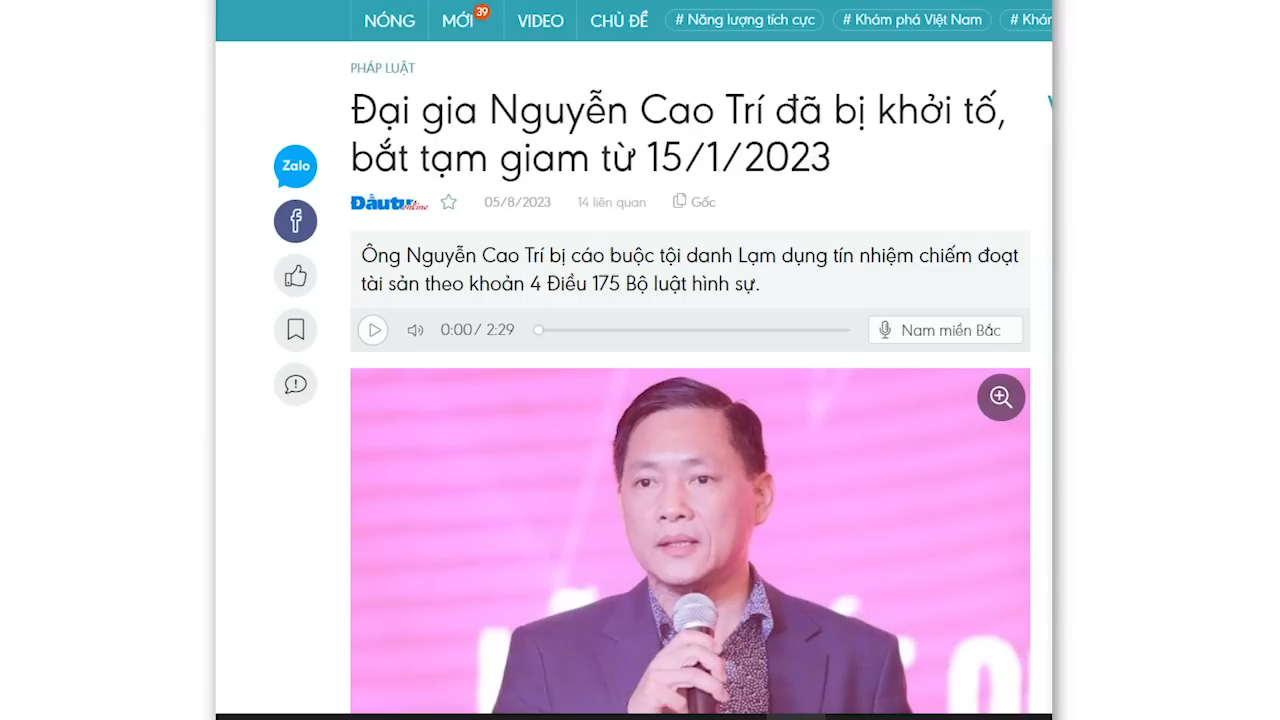 NÓNG MỚI 39 VIDEO CHỦ ĐỀ # Năng lượng tích cực # Khám phá Việt Nam # Khán
PHÁP LUẬT
Đại gia Nguyễn Cao Trí đã bị khởi tố,
bắt tạm giam từ 15/1/2023
Zalo
Đầutư online 05/8/2023 14 liên quan Gốc
Ông Nguyễn Cao Trí bị cáo buộc tội danh Lạm dụng tín nhiệm chiếm đoạt
tài sản theo khoản 4 Điều 175 Bộ luật hình sự.
0:00 / 2:29 Nam miền Bắc